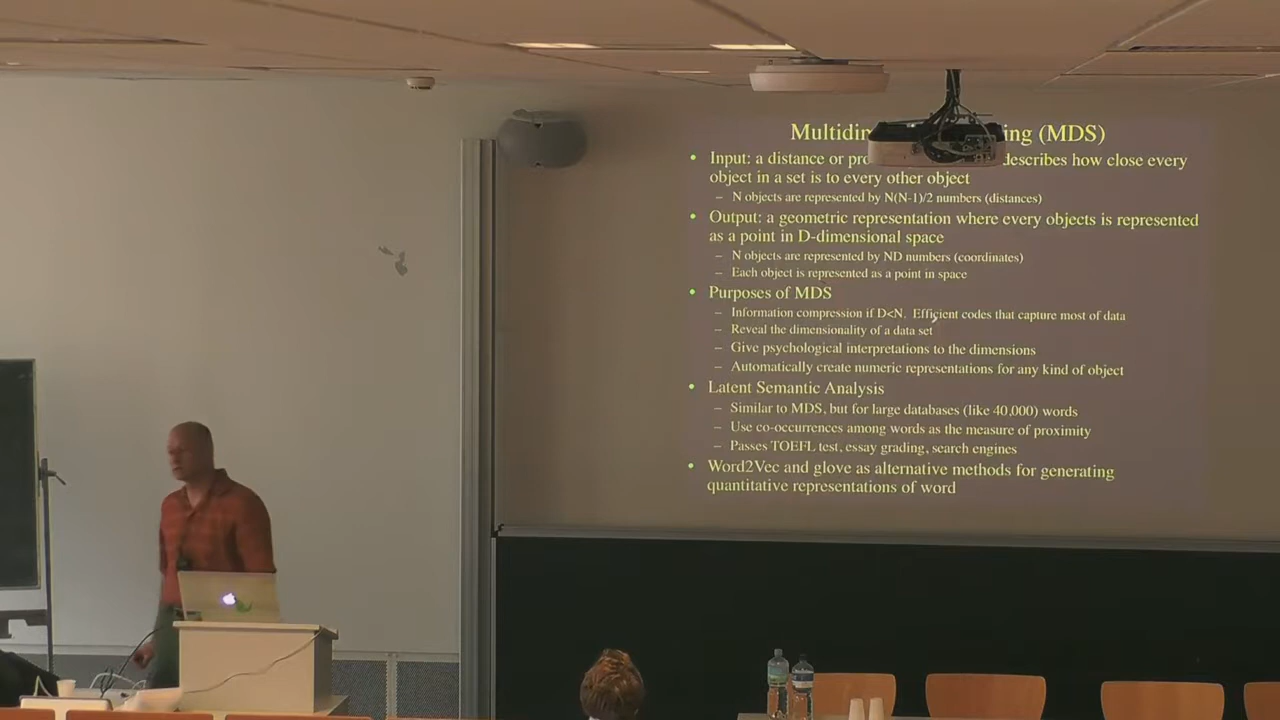 Multidin ing (MDS)
• Input: a distance or pro describes how close every
object in a set is to every other object
– N objects are represented by N(N-1)/2 numbers (distances)
• Output: a geometric representation where every objects is represented
as a point in D-dimensional space
– N objects are represented by ND numbers (coordinates)
– Each object is represented as a point in space
• Purposes of MDS
– Information compression if D<N. Efficient codes that capture most of data
– Reveal the dimensionality of a data set
– Give psychological interpretations to the dimensions
– Automatically create numeric representations for any kind of object
• Latent Semantic Analysis
– Similar to MDS, but for large databases (like 40,000) words
– Use co-occurrences among words as the measure of proximity
– Passes TOEFL test, essay grading, search engines
• Word2Vec and glove as alternative methods for generating
quantitative representations of word